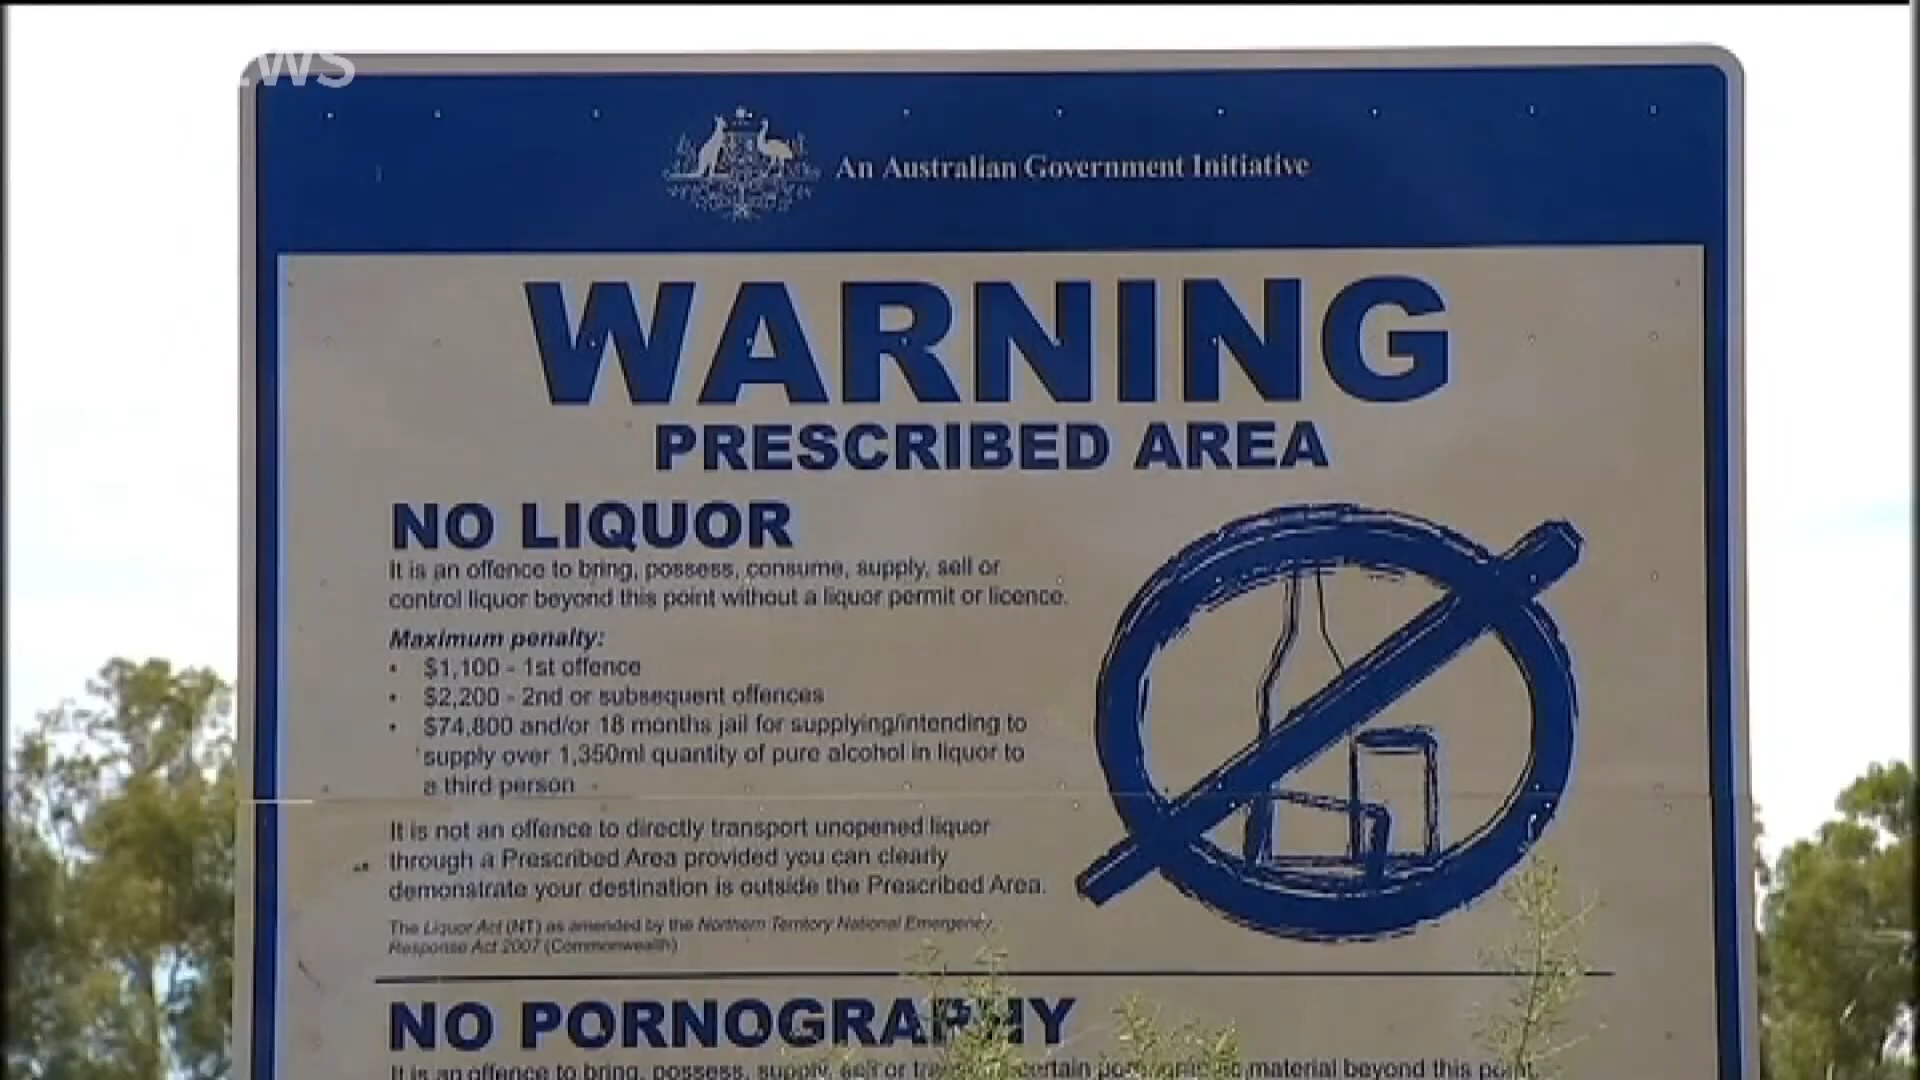 EWS
An Australian Government Initiative
WARNING
PRESCRIBED AREA
NO LIQUOR
It is an offence to bring, possess, consume, supply, sell or
control liquor beyond this point without a liquor permit or licence.
Maximum penalty:
• $1,100 - 1st offence
• $2,200 - 2nd or subsequent offences
• $74,800 and/or 18 months jail for supplying/intending to
supply over 1,350ml quantity of pure alcohol in liquor to
a third person
It is not an offence to directly transport unopened liquor
through a Prescribed Area provided you can clearly
demonstrate your destination is outside the Prescribed Area.
The Liquor Act (NT) as amended by the Northern Territory National Emergency
Response Act 2007 (Commonwealth)
NO PORNOGRAPHY
It is an offence to bring, possess, supply, sell or certain material beyond this point.